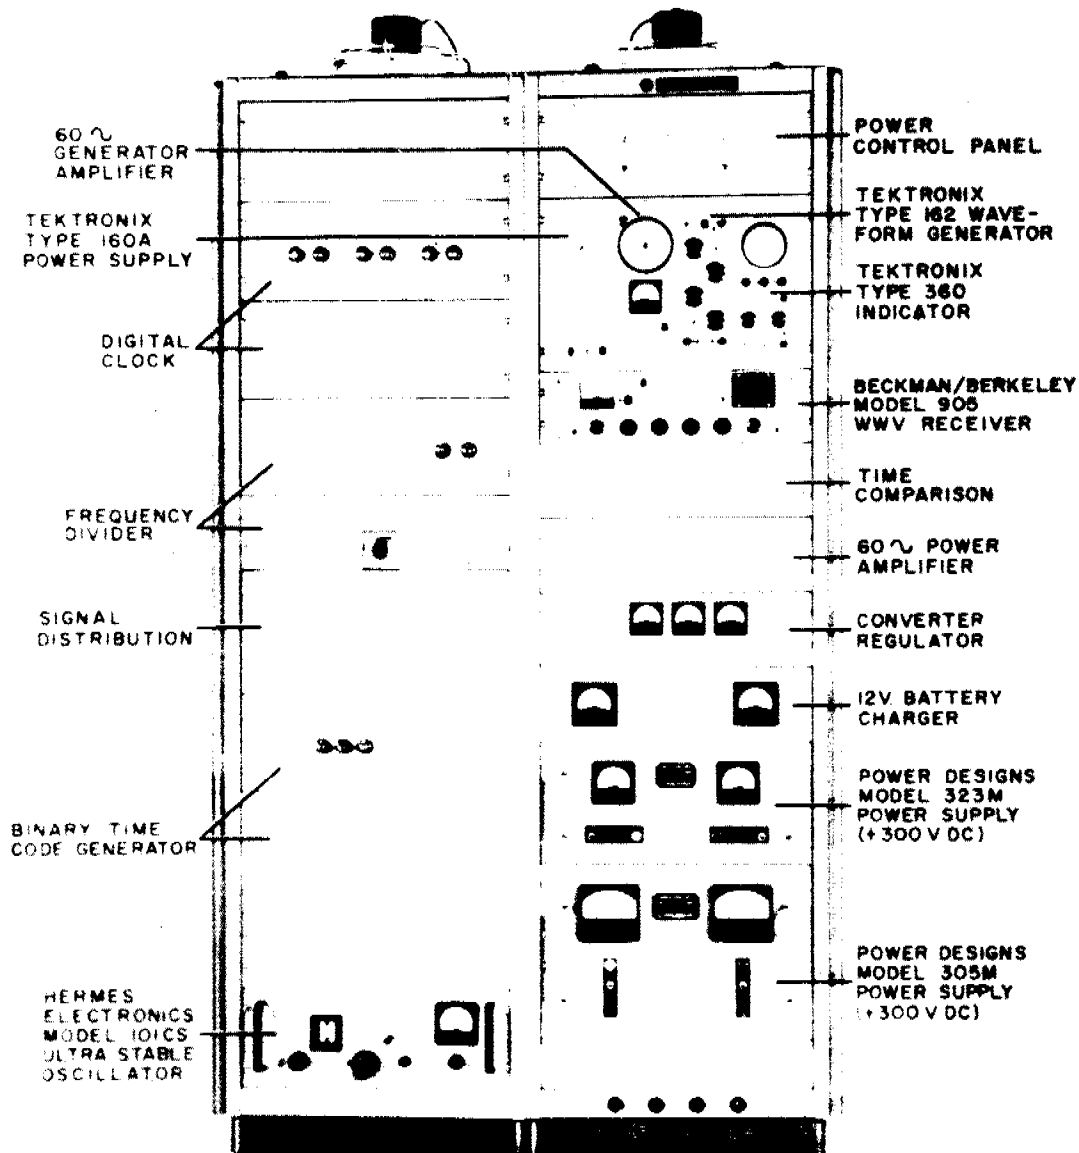 60 ∿
GENERATOR
AMPLIFIER
TEKTRONIX
TYPE 160A
POWER SUPPLY
DIGITAL
CLOCK
FREQUENCY
DIVIDER
SIGNAL
DISTRIBUTION
BINARY TIME
CODE GENERATOR
HERMES
ELECTRONICS
MODEL 101CS
ULTRA STABLE
OSCILLATOR
POWER
CONTROL PANEL
TEKTRONIX
TYPE 162 WAVE-
FORM GENERATOR
TEKTRONIX
TYPE 360
INDICATOR
BECKMAN/BERKELEY
MODEL 905
WWV RECEIVER
TIME
COMPARISON
60 ∿ POWER
AMPLIFIER
CONVERTER
REGULATOR
12V. BATTERY
CHARGER
POWER DESIGNS
MODEL 323M
POWER SUPPLY
(+300 V DC)
POWER DESIGNS
MODEL 305M
POWER SUPPLY
(+300 V DC)